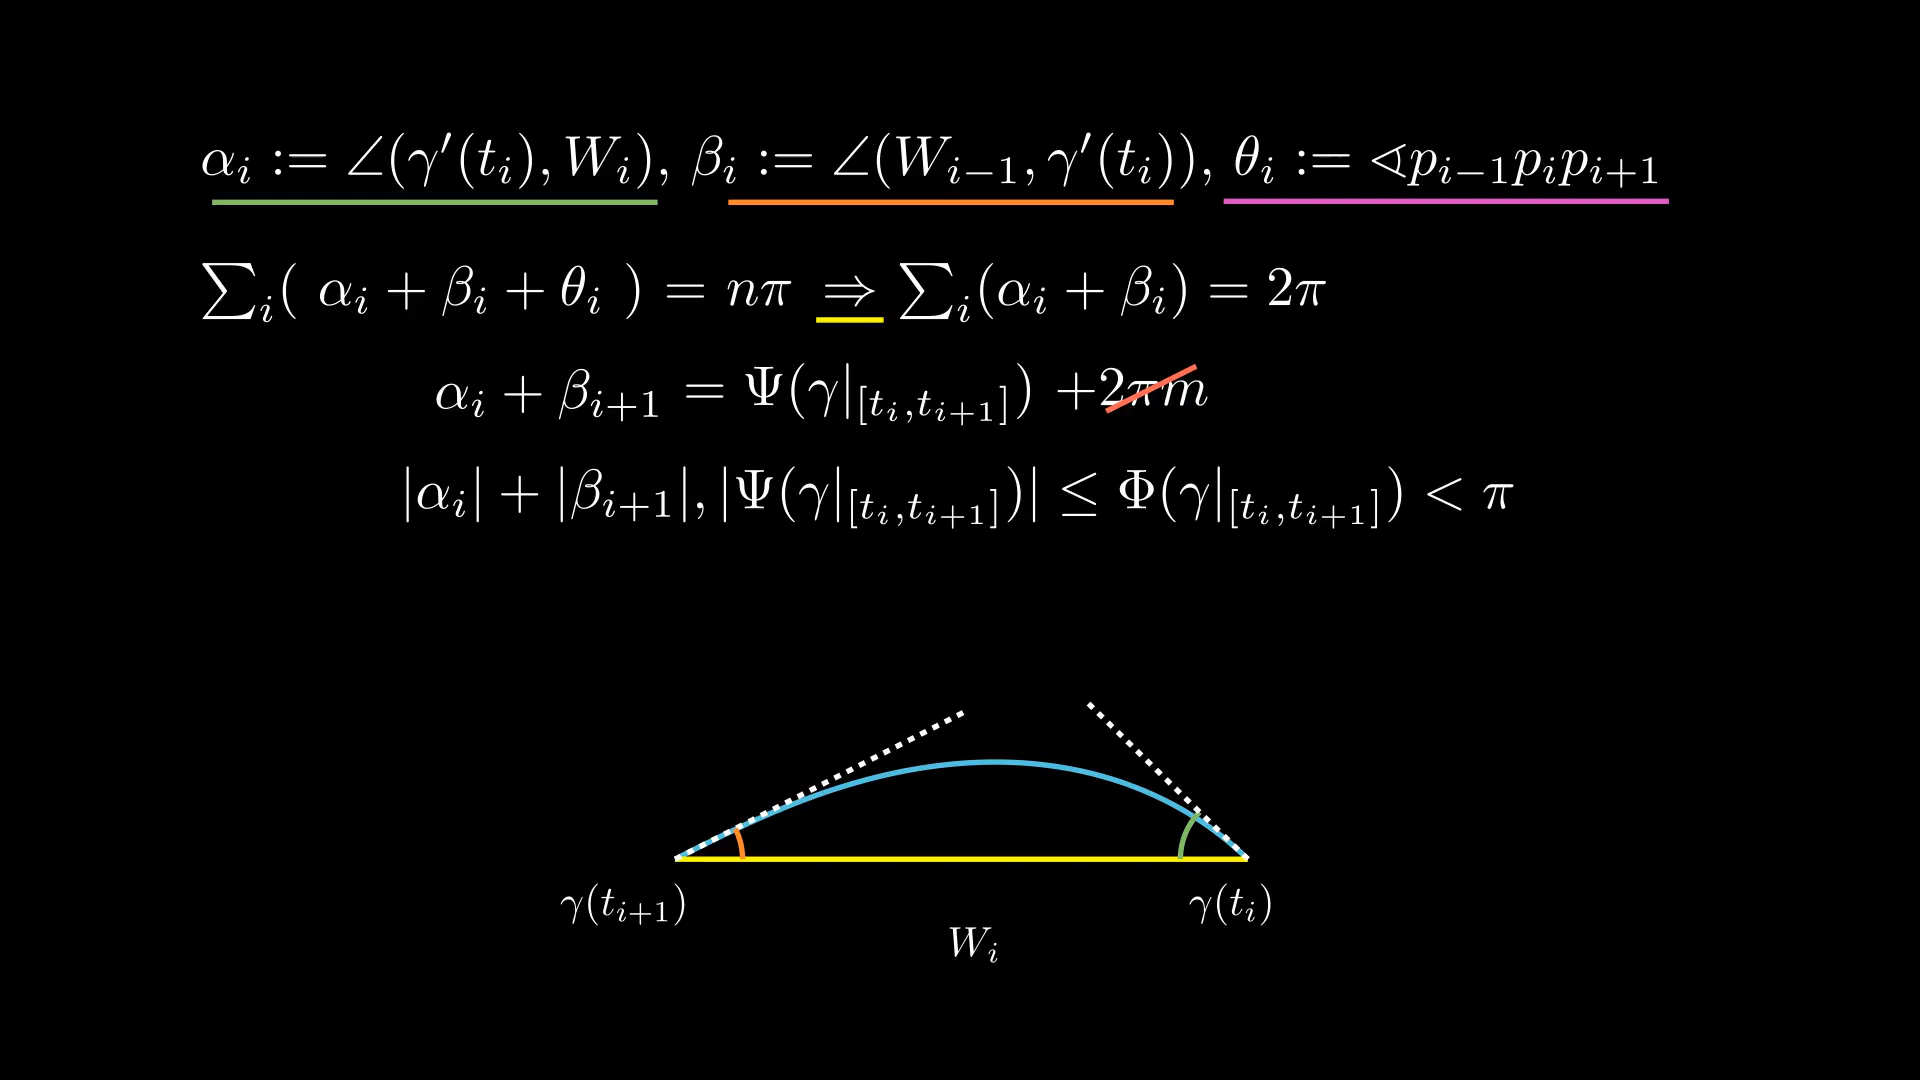 αᵢ := ∠(γ′(tᵢ), Wᵢ), βᵢ := ∠(Wᵢ₋₁, γ′(tᵢ)), θᵢ := ∢pᵢ₋₁pᵢpᵢ₊₁
∑ᵢ( αᵢ + βᵢ + θᵢ ) = nπ ⇒ ∑ᵢ(αᵢ + βᵢ) = 2π
αᵢ + βᵢ₊₁ = Ψ(γ|_[tᵢ,tᵢ₊₁]) +2πm
|αᵢ| + |βᵢ₊₁|, |Ψ(γ|_[tᵢ,tᵢ₊₁])| ≤ Φ(γ|_[tᵢ,tᵢ₊₁]) < π
γ(tᵢ₊₁) γ(tᵢ)
Wᵢ